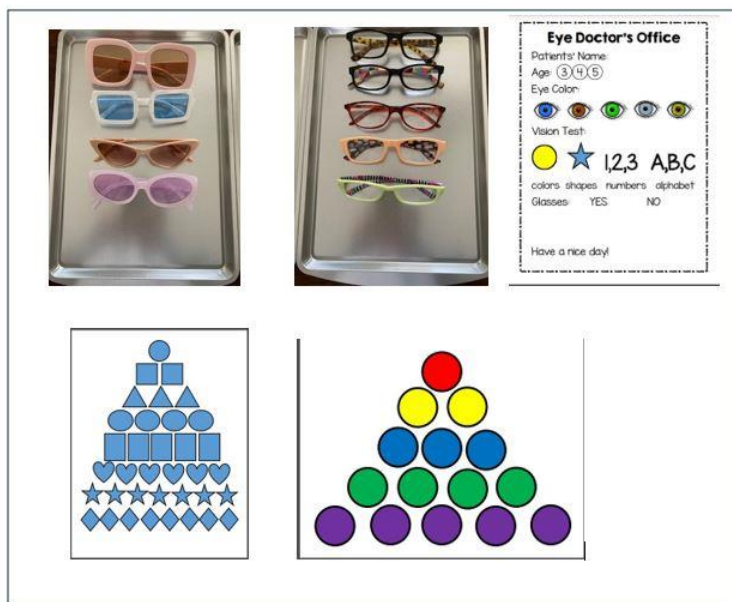 Eye Doctor's Office
Patients' Name:
Age: 3 4 5
Eye Color:
Vision Test:
1,2,3 A,B,C
colors shapes numbers alphabet
Glasses: YES NO
Have a nice day!